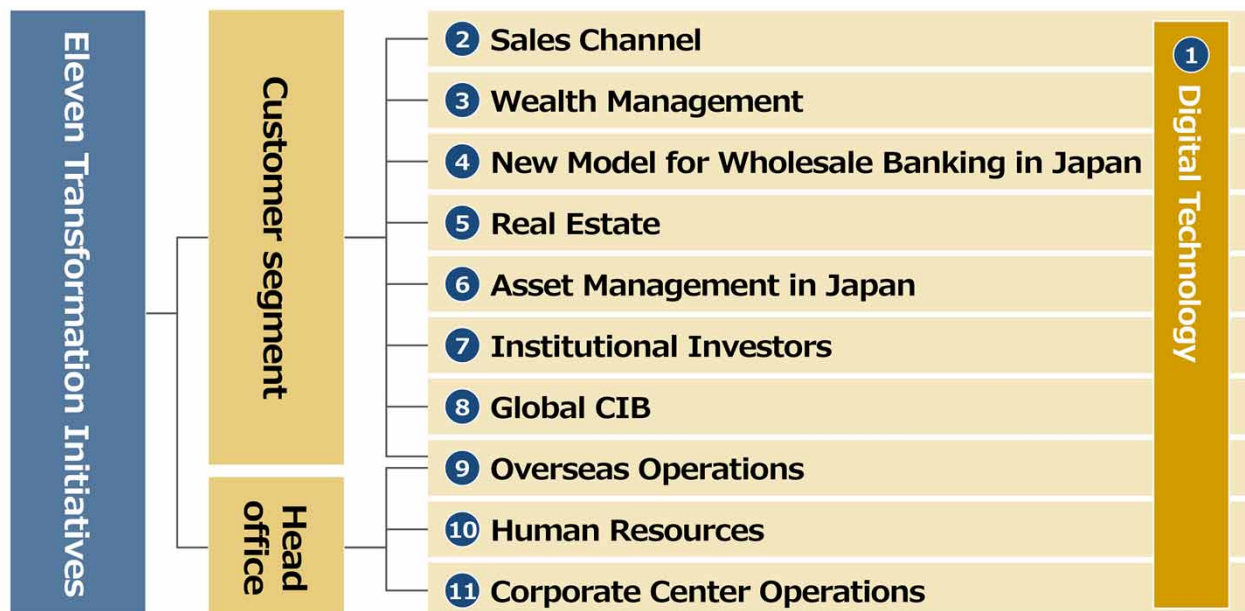 Eleven Transformation Initiatives
Customer segment
Head
office
2 Sales Channel
3 Wealth Management
4 New Model for Wholesale Banking in Japan
5 Real Estate
6 Asset Management in Japan
7 Institutional Investors
8 Global CIB
9 Overseas Operations
10 Human Resources
11 Corporate Center Operations
1 Digital Technology